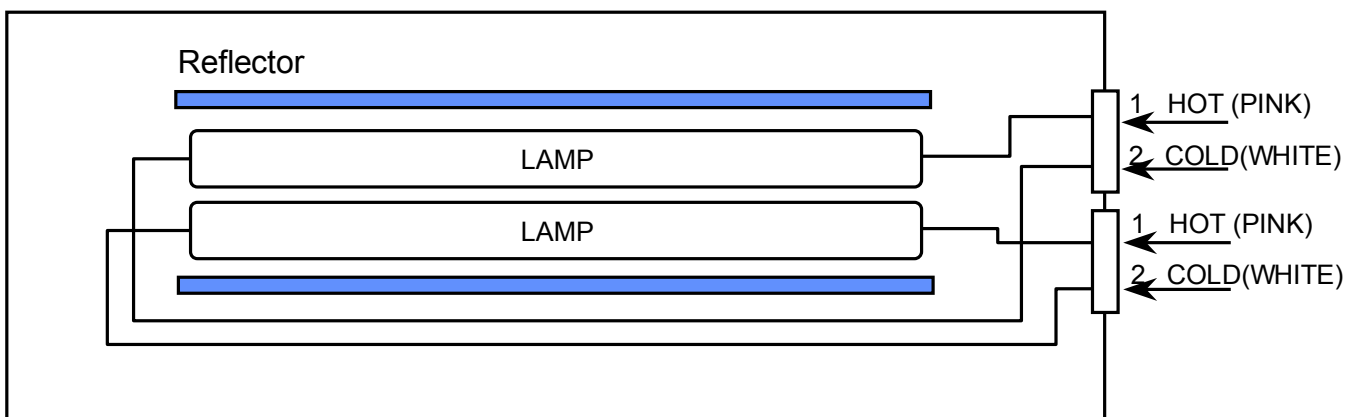 Reflector
LAMP
LAMP
1 HOT (PINK)
2 COLD(WHITE)
1 HOT (PINK)
2 COLD(WHITE)